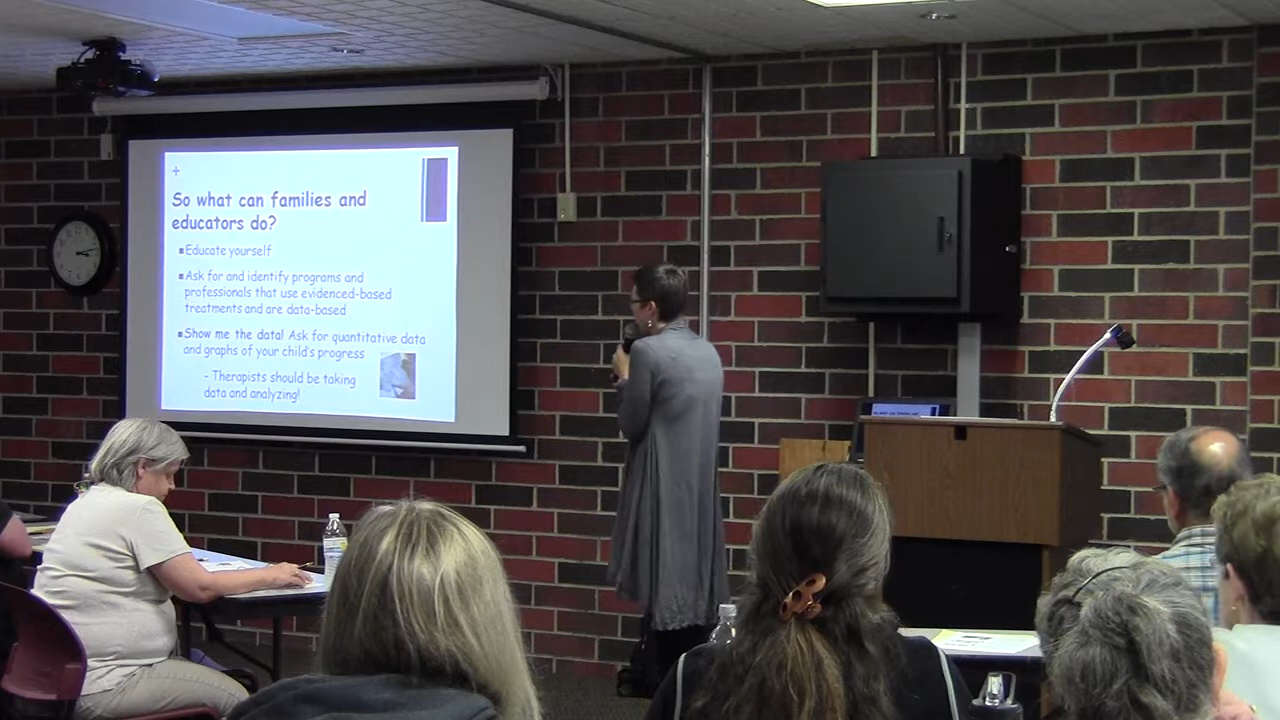 +
So what can families and
educators do?
▪Educate yourself
▪Ask for and identify programs and
professionals that use evidenced-based
treatments and are data-based
▪Show me the data! Ask for quantitative data
and graphs of your child's progress
- Therapists should be taking
data and analyzing!